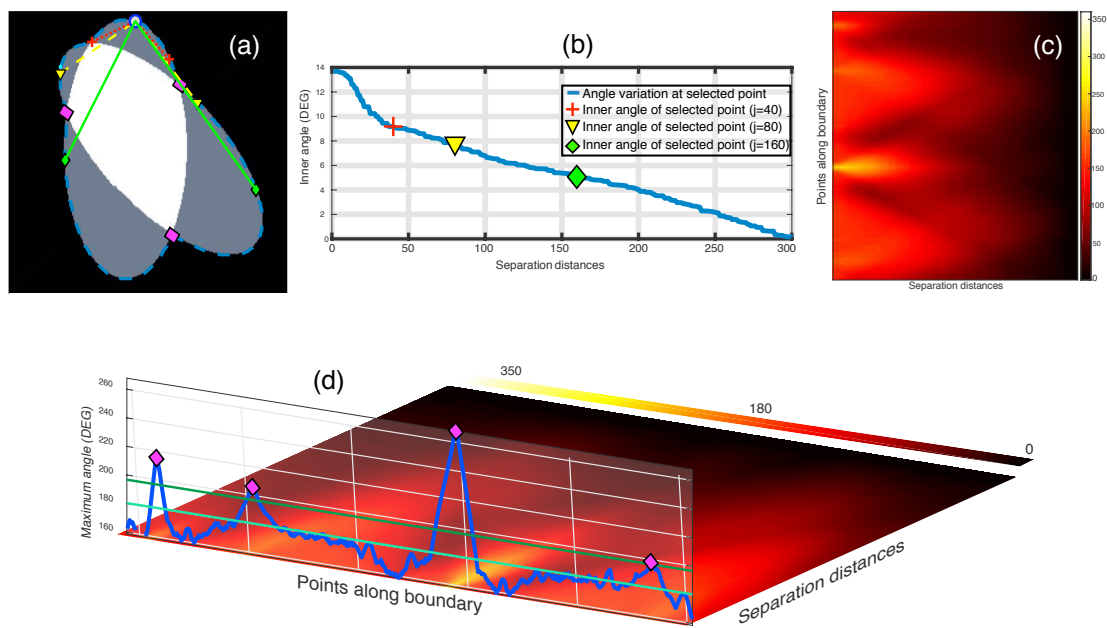 (a)
(b)
14
12
10
8
6
4
2
0
Inner angle (DEG)
Angle variation at selected point
Inner angle of selected point (j=40)
Inner angle of selected point (j=80)
Inner angle of selected point (j=160)
0
50
100
150
200
250
300
Separation distances
(c)
Points along boundary
Separation distances
350
300
250
200
150
100
50
0
(d)
350
180
0
260
240
220
200
180
160
Maximum angle (DEG)
Points along boundary
Separation distances